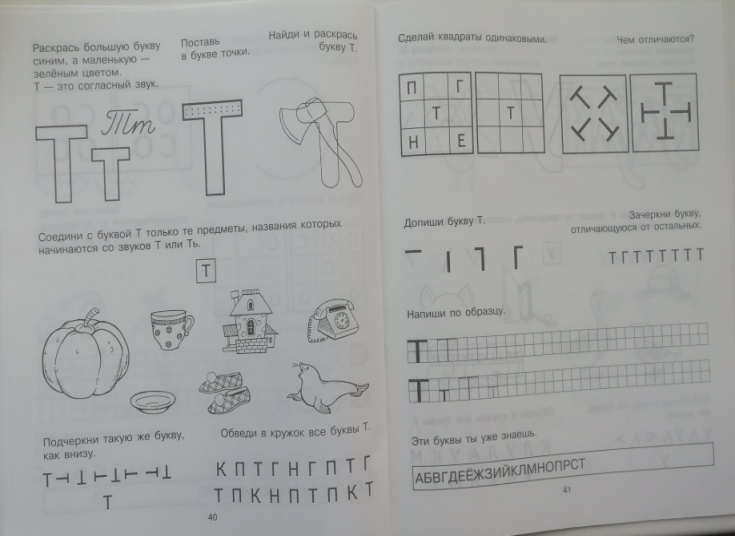 Раскрась большую букву
синим, а маленькую —
зелёным цветом.
Т — это согласный звук.
Поставь
в букве точки.
Найди и раскрась
букву Т.
Т Тт Т
Т Т
Соедини с буквой Т только те предметы, названия которых
начинаются со звуков Т или Ть.
Т
Подчеркни такую же букву,
как внизу.
Т
Обведи в кружок все буквы Т.
К П Т Г Н Г П Т Г
Т П К Н П Т П К Т
40
Сделай квадраты одинаковыми.
П Г
Т
Н Е
Т
Чем отличаются?
Допиши букву Т.
Зачеркни букву,
отличающуюся от остальных.
Т Г Т Т Т Т Т Т
Напиши по образцу.
Т
Т
Эти буквы ты уже знаешь.
АБВГДЕЁЖЗИЙКЛМНОПРСТ
41